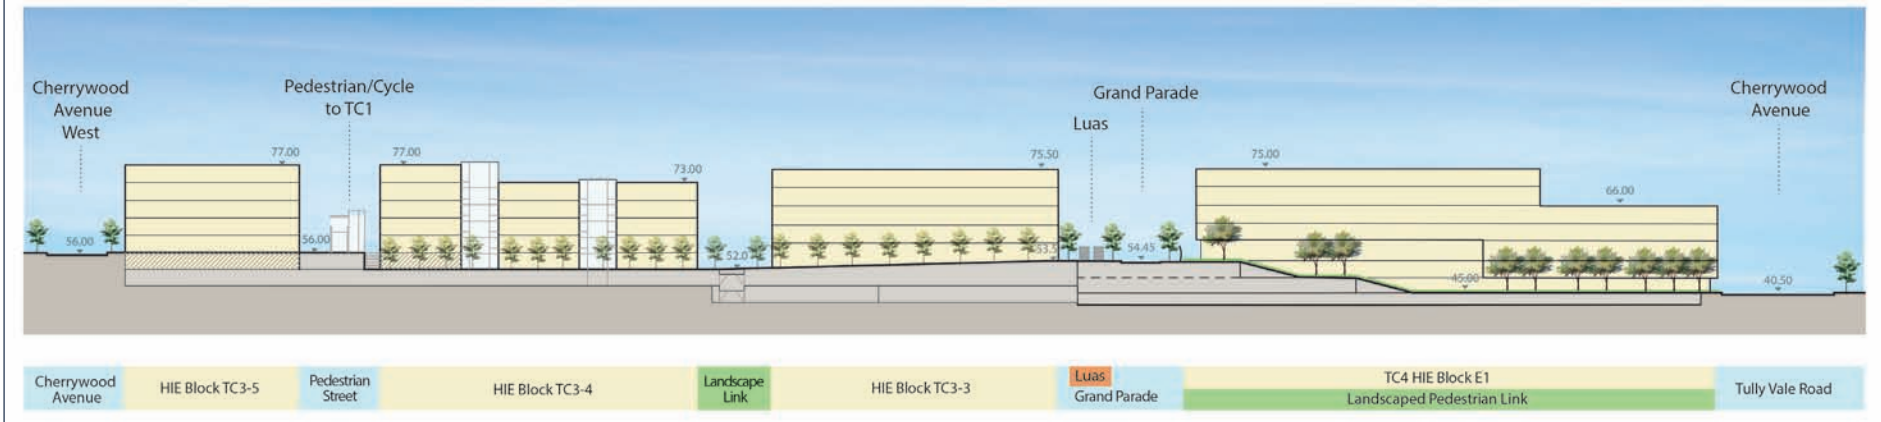 Cherrywood
Avenue
West
Pedestrian/Cycle
to TC1
Luas
Grand Parade
Cherrywood
Avenue
77.00
77.00
73.00
75.50
75.00
66.00
56.00
56.00
52.0
53.5
54.45
45.00
40.50
Cherrywood
Avenue
HIE Block TC3-5
Pedestrian
Street
HIE Block TC3-4
Landscape
Link
HIE Block TC3-3
Luas
Grand Parade
TC4 HIE Block E1
Landscaped Pedestrian Link
Tully Vale Road